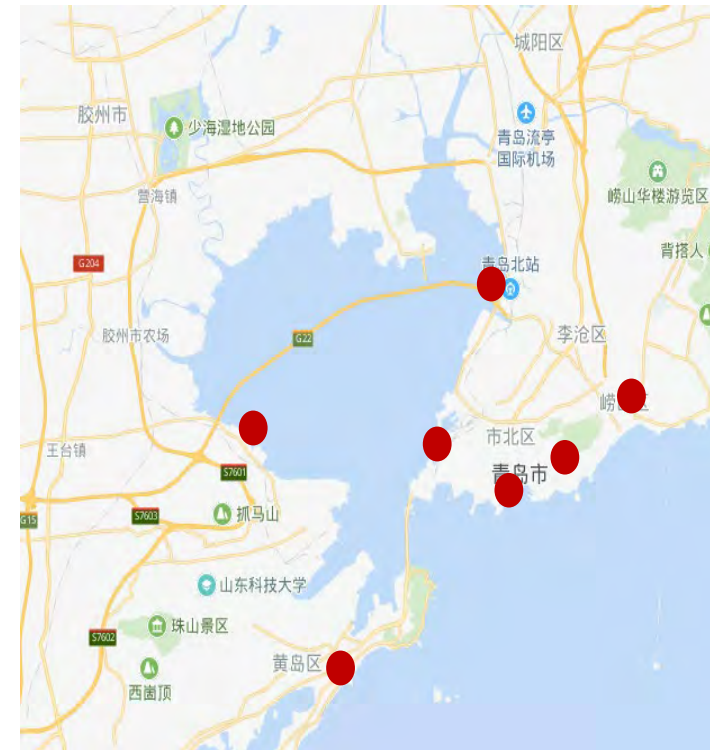 城阳区
胶州市
少海湿地公园
青岛流亭
国际机场
营海镇
崂山华楼游览区
背搭人
G204
青岛北站
胶州市农场
G22
李沧区
崂
区
市北区
王台镇
青岛市
S7601
G15
S7603
抓马山
山东科技大学
珠山景区
S7602
黄岛区
西崮顶